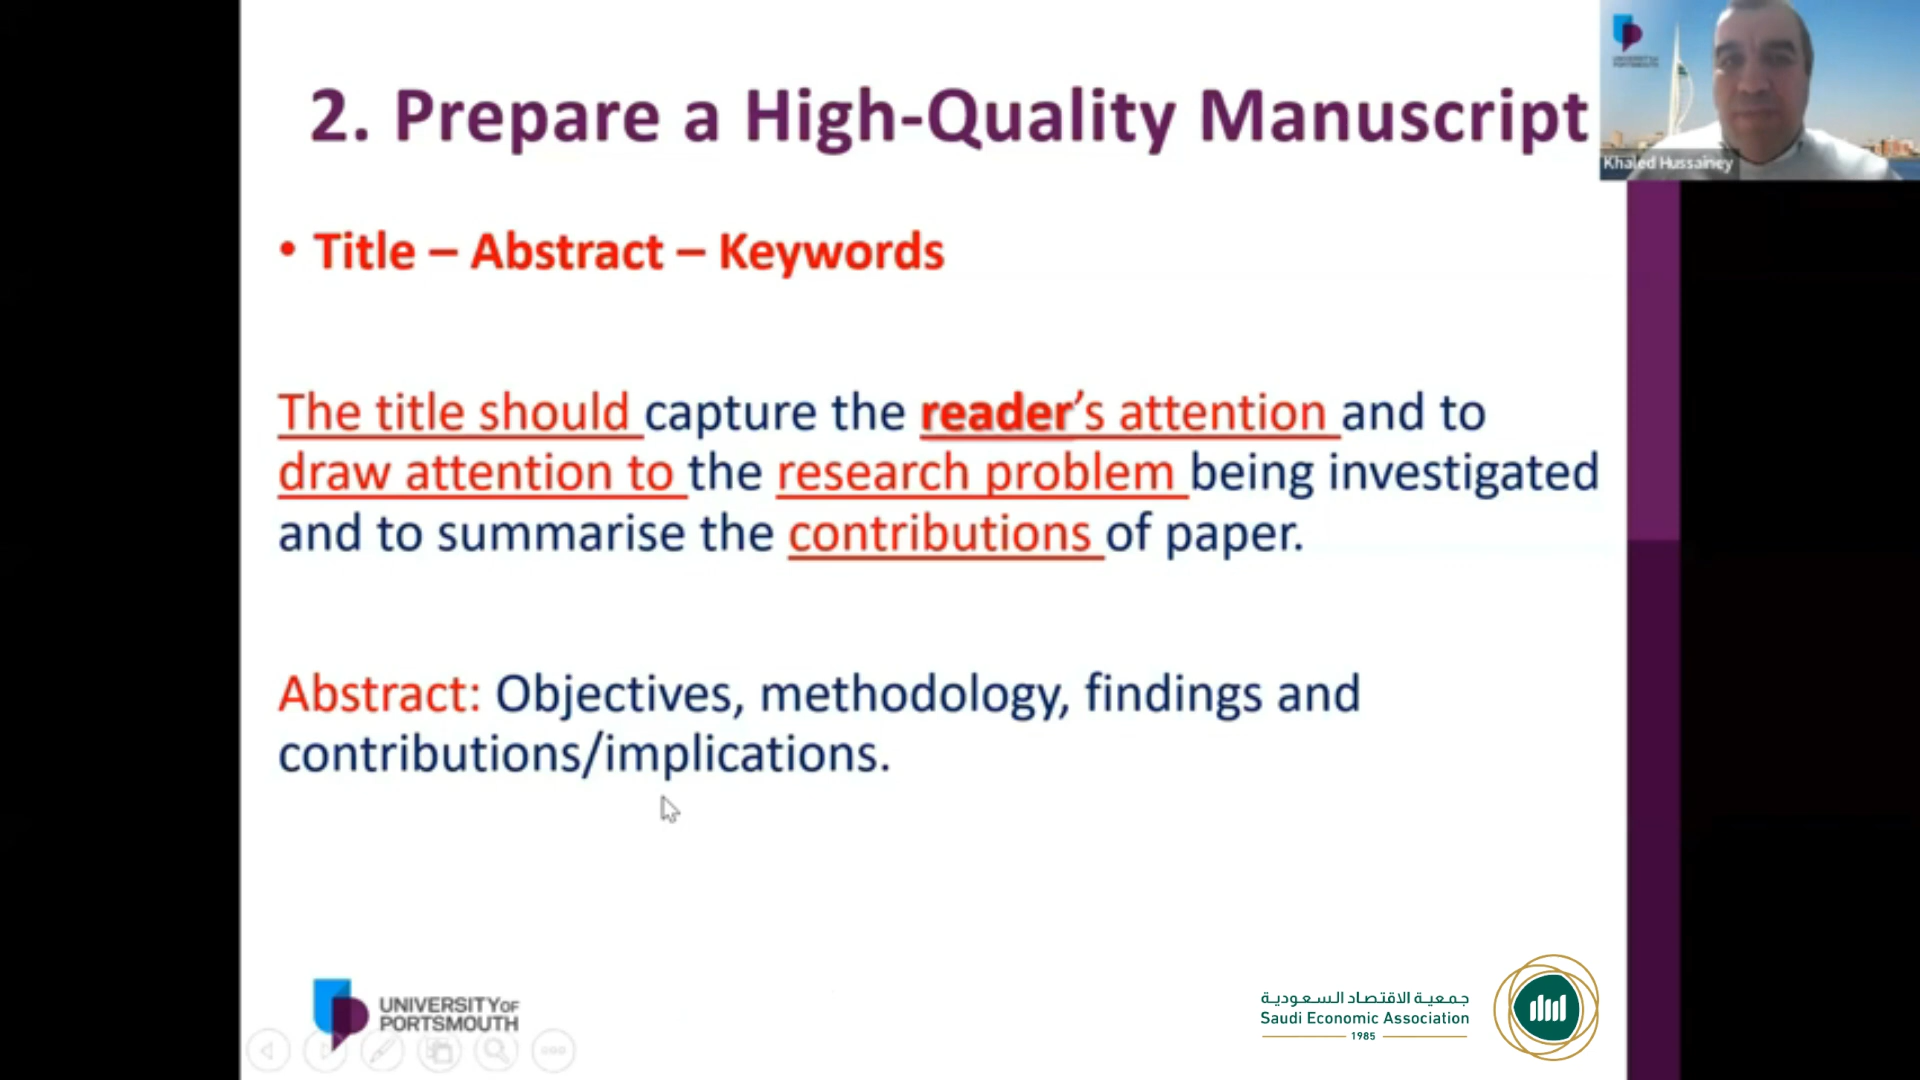 2. Prepare a High-Quality Manuscript
Khaled Hussainey
• Title – Abstract – Keywords
The title should capture the reader's attention and to
draw attention to the research problem being investigated
and to summarise the contributions of paper.
Abstract: Objectives, methodology, findings and
contributions/implications.
UNIVERSITY OF
PORTSMOUTH
جمعية الاقتصاد السعودية
Saudi Economic Association
1985